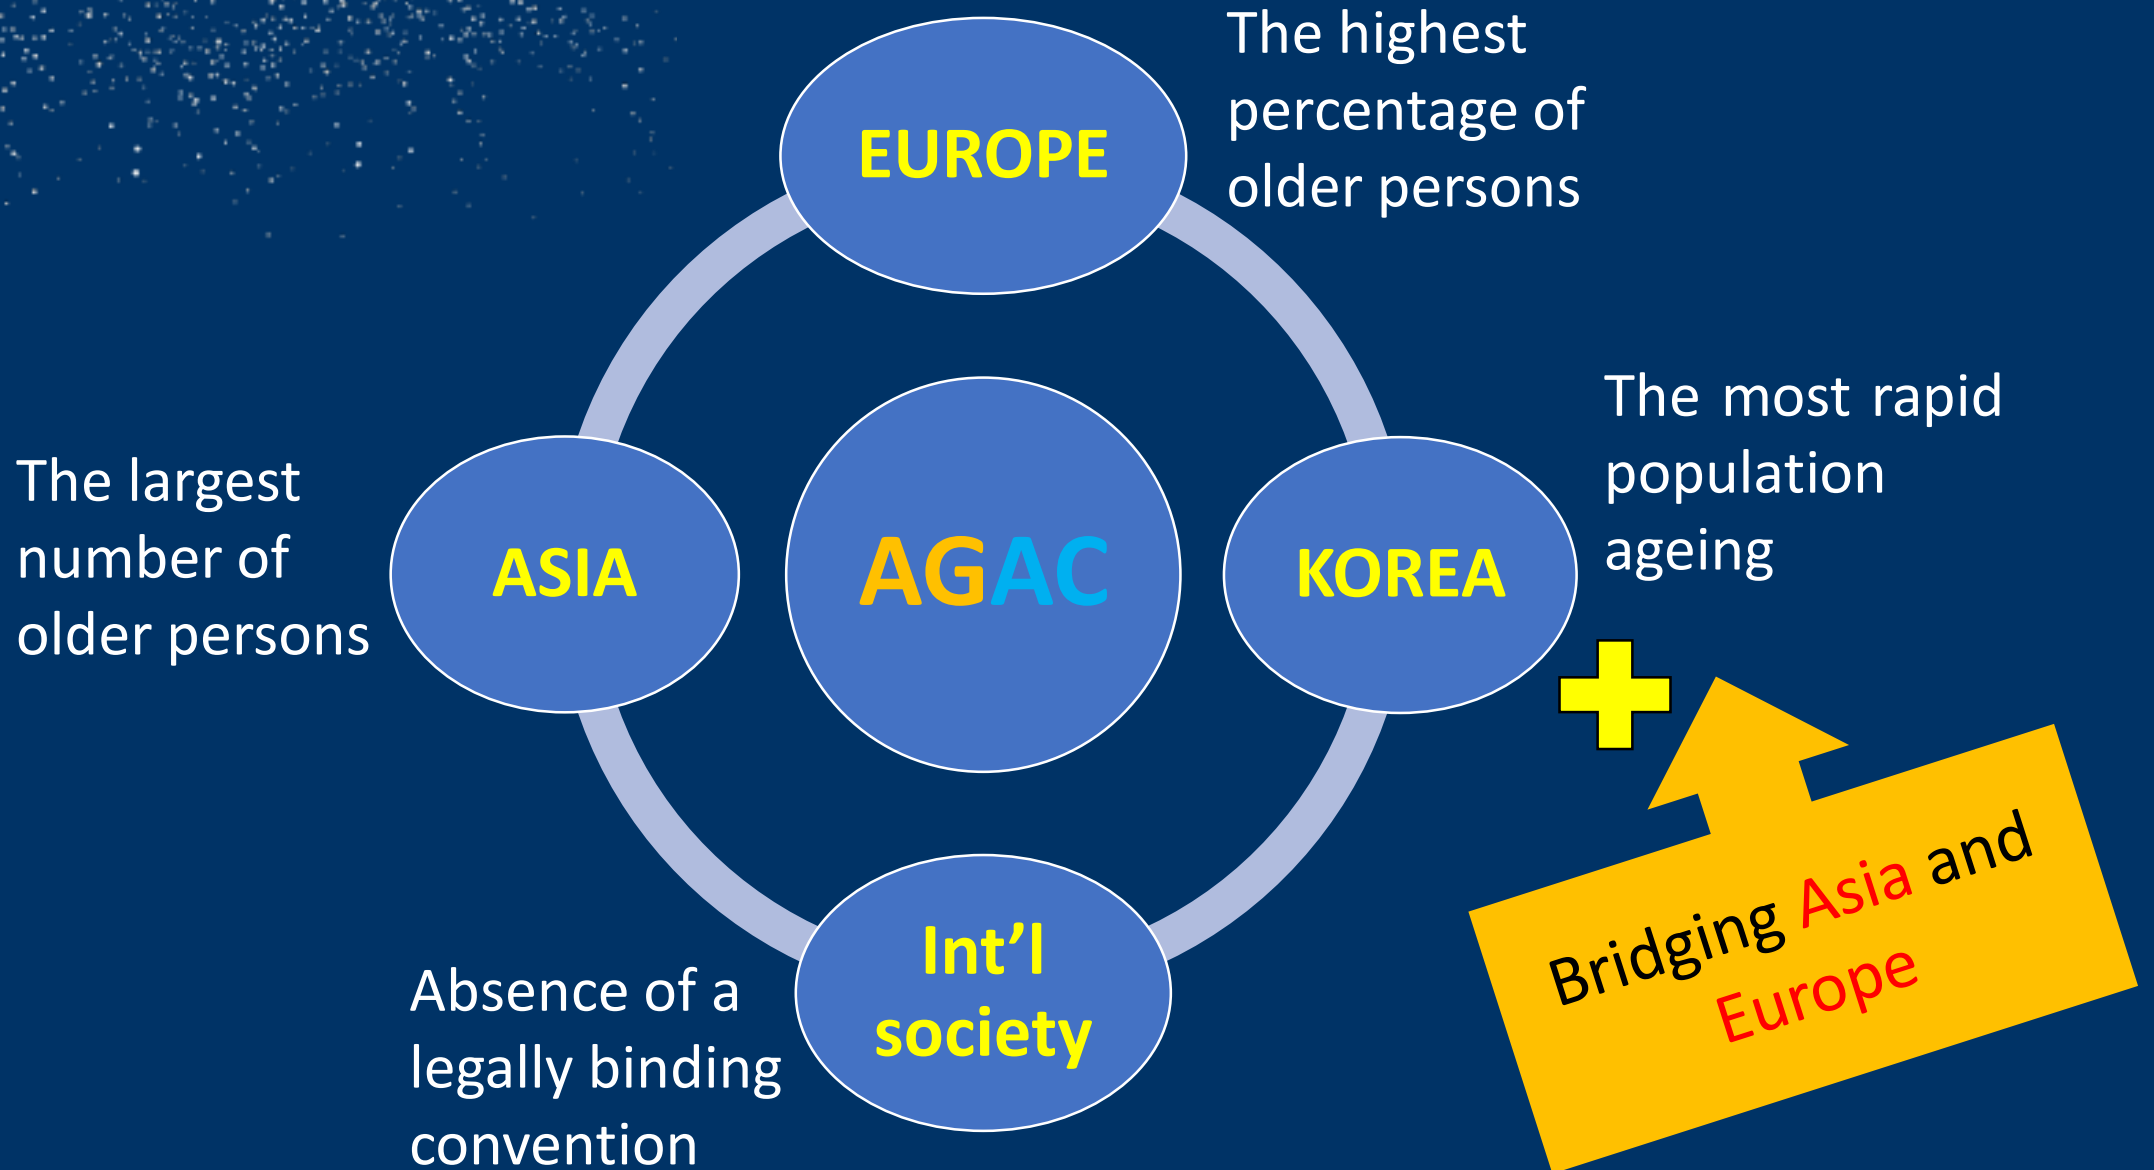 The highest
percentage of
older persons
EUROPE
The most rapid
population
ageing
The largest
number of
older persons
ASIA
AGAC
KOREA
Bridging Asia and
Europe
Int’l
society
Absence of a
legally binding
convention